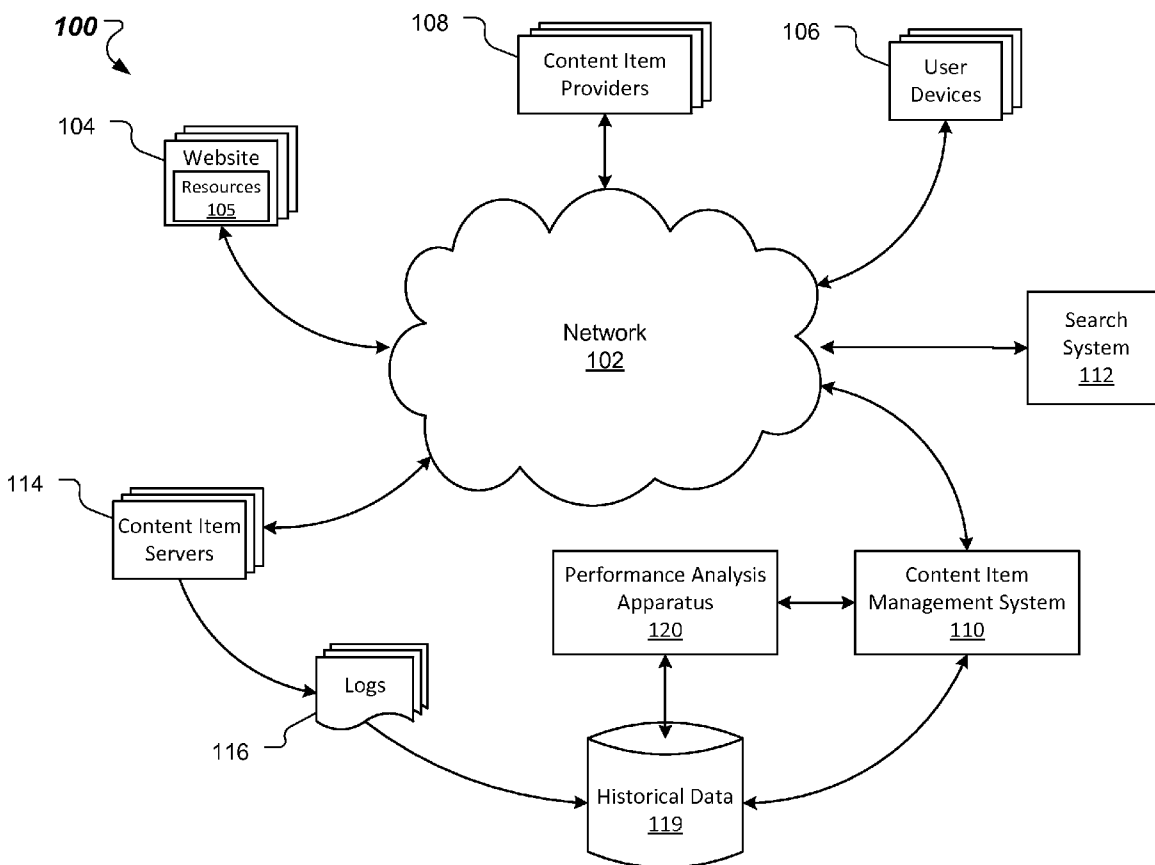 100
108
Content Item
Providers
106
User
Devices
104
Website
Resources
105
Network
102
Search
System
112
114
Content Item
Servers
Performance Analysis
Apparatus
120
Content Item
Management System
110
Logs
116
Historical Data
119